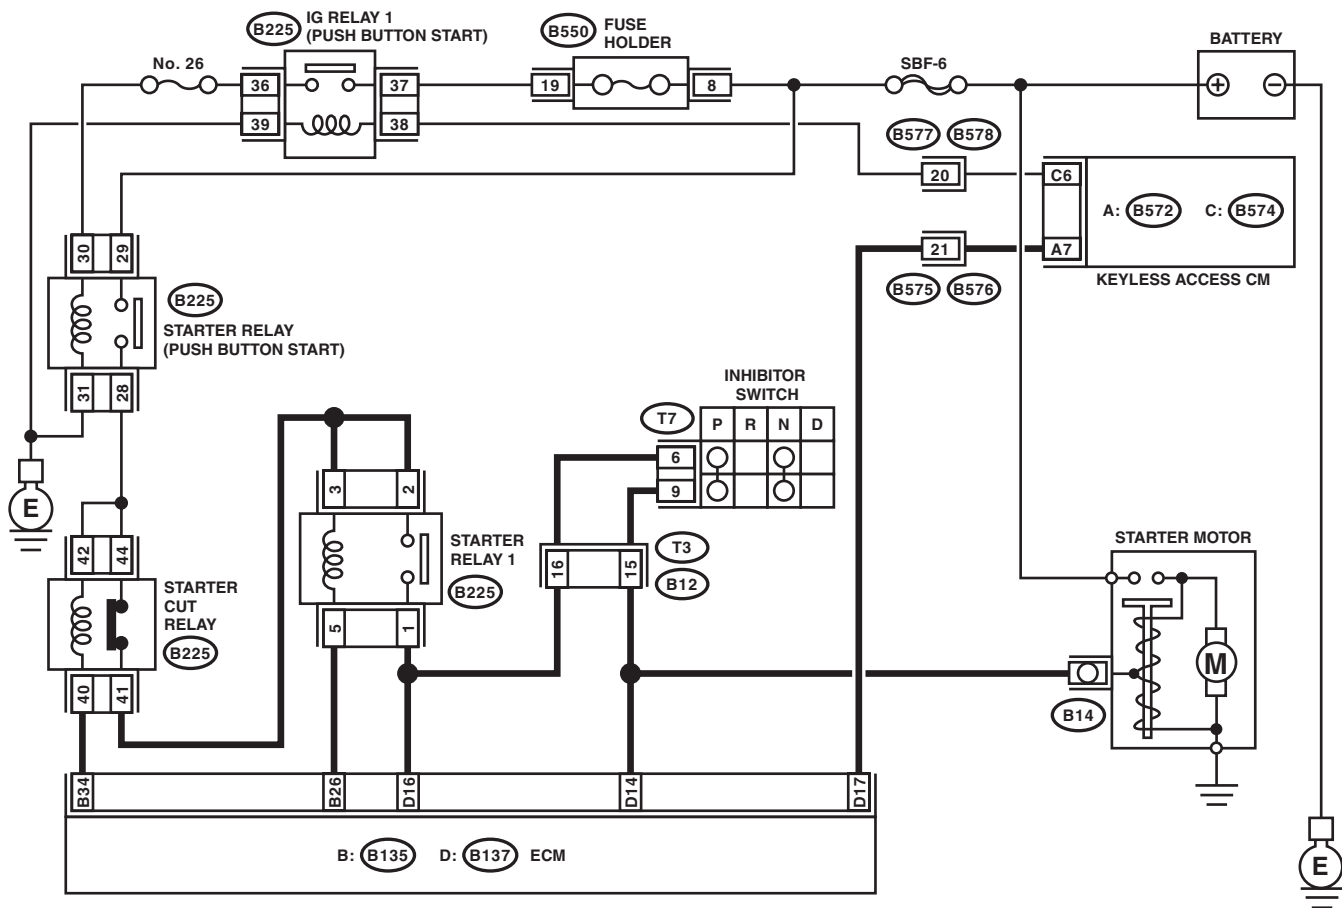 IG RELAY 1
B225 (PUSH BUTTON START)
B550 FUSE
HOLDER
No. 26
36 37
39 38
19 8
SBF-6
BATTERY
+ −
B577 B578
20
C6
A: B572 C: B574
21
A7
B575 B576
KEYLESS ACCESS CM
30 29
B225
STARTER RELAY
(PUSH BUTTON START)
31 28
E
INHIBITOR
SWITCH
T7 P R N D
6
9
3 2
STARTER
RELAY 1
B225
5 1
16 15
T3
B12
42 44
STARTER
CUT
RELAY
B225
40 41
STARTER MOTOR
M
B14
B34 B26 D16 D14 D17
B: B135 D: B137 ECM
E